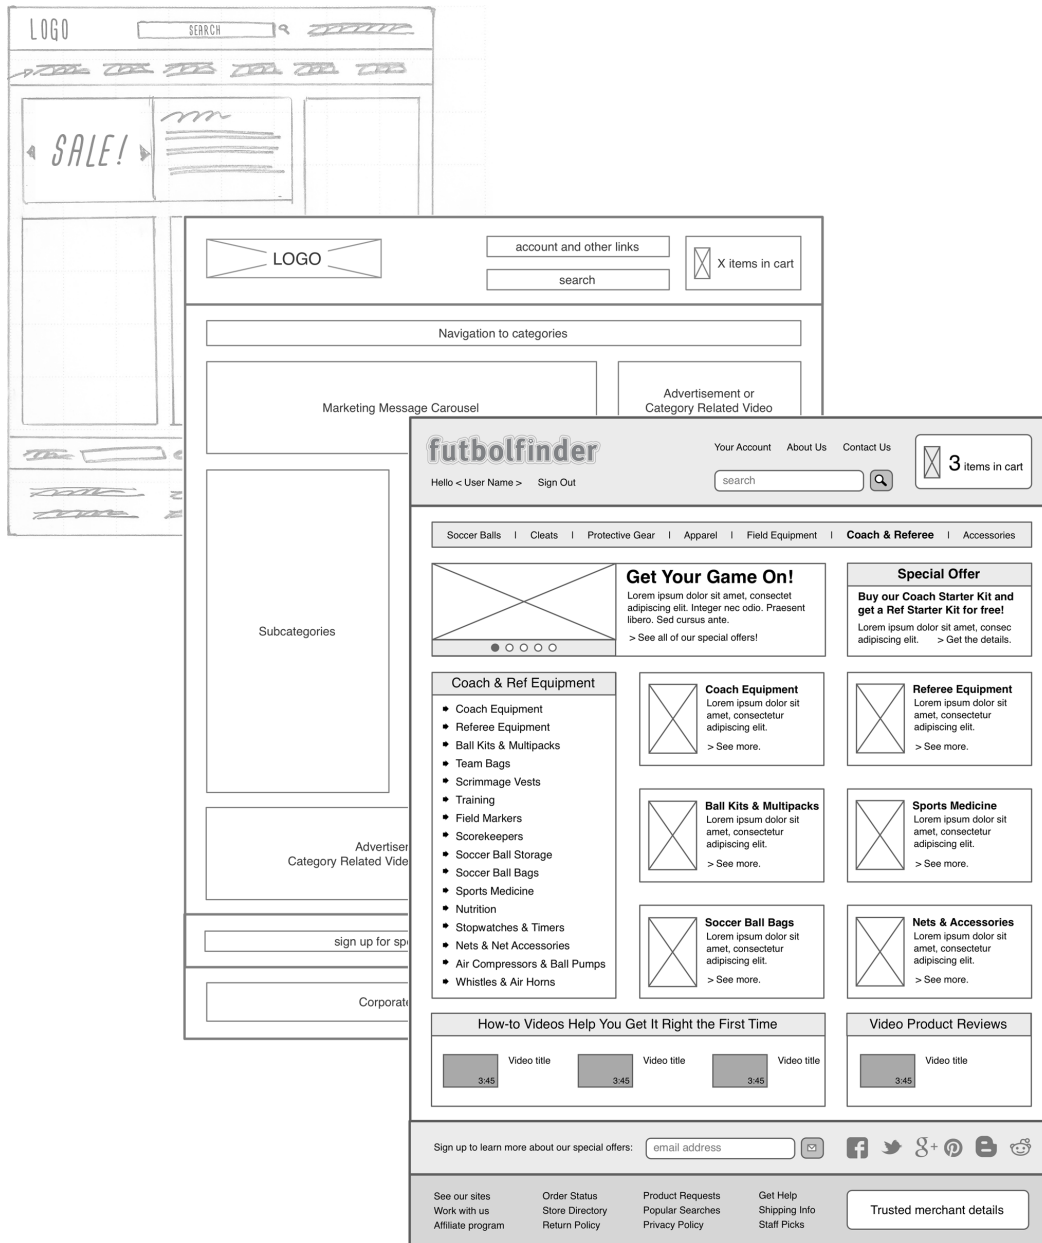 LOGO
SEARCH
SALE!
LOGO
account and other links
search
X items in cart
Navigation to categories
Marketing Message Carousel
Advertisement or
Category Related Video
Subcategories
Category Related
sign up for
Corporate
futbolfinder
Hello < User Name >
Sign Out
Your Account
About Us
Contact Us
search
3 items in cart
Soccer Balls | Cleats | Protective Gear | Apparel | Field Equipment | Coach & Referee | Accessories
Get Your Game On!
Lorem ipsum dolor sit amet, consectet
adipiscing elit. Integer nec odio. Praesent
libero. Sed cursus ante.
> See all of our special offers!
Special Offer
Buy our Coach Starter Kit and
get a Ref Starter Kit for free!
Lorem ipsum dolor sit amet, consec
adipiscing elit. > Get the details.
Coach & Ref Equipment
Coach Equipment
Referee Equipment
Ball Kits & Multipacks
Team Bags
Scrimmage Vests
Training
Field Markers
Scorekeepers
Soccer Ball Storage
Soccer Ball Bags
Sports Medicine
Nutrition
Stopwatches & Timers
Nets & Net Accessories
Air Compressors & Ball Pumps
Whistles & Air Horns
Coach Equipment
Lorem ipsum dolor sit
amet, consectetur
adipiscing elit.
> See more.
Referee Equipment
Lorem ipsum dolor sit
amet, consectetur
adipiscing elit.
> See more.
Ball Kits & Multipacks
Lorem ipsum dolor sit
amet, consectetur
adipiscing elit.
> See more.
Sports Medicine
Lorem ipsum dolor sit
amet, consectetur
adipiscing elit.
> See more.
Soccer Ball Bags
Lorem ipsum dolor sit
amet, consectetur
adipiscing elit.
> See more.
Nets & Accessories
Lorem ipsum dolor sit
amet, consectetur
adipiscing elit.
> See more.
How-to Videos Help You Get It Right the First Time
3:45
Video title
3:45
Video title
3:45
Video title
Video Product Reviews
3:45
Video title
Sign up to learn more about our special offers:
email address
See our sites
Work with us
Affiliate program
Order Status
Store Directory
Return Policy
Product Requests
Popular Searches
Privacy Policy
Get Help
Shipping Info
Staff Picks
Trusted merchant details